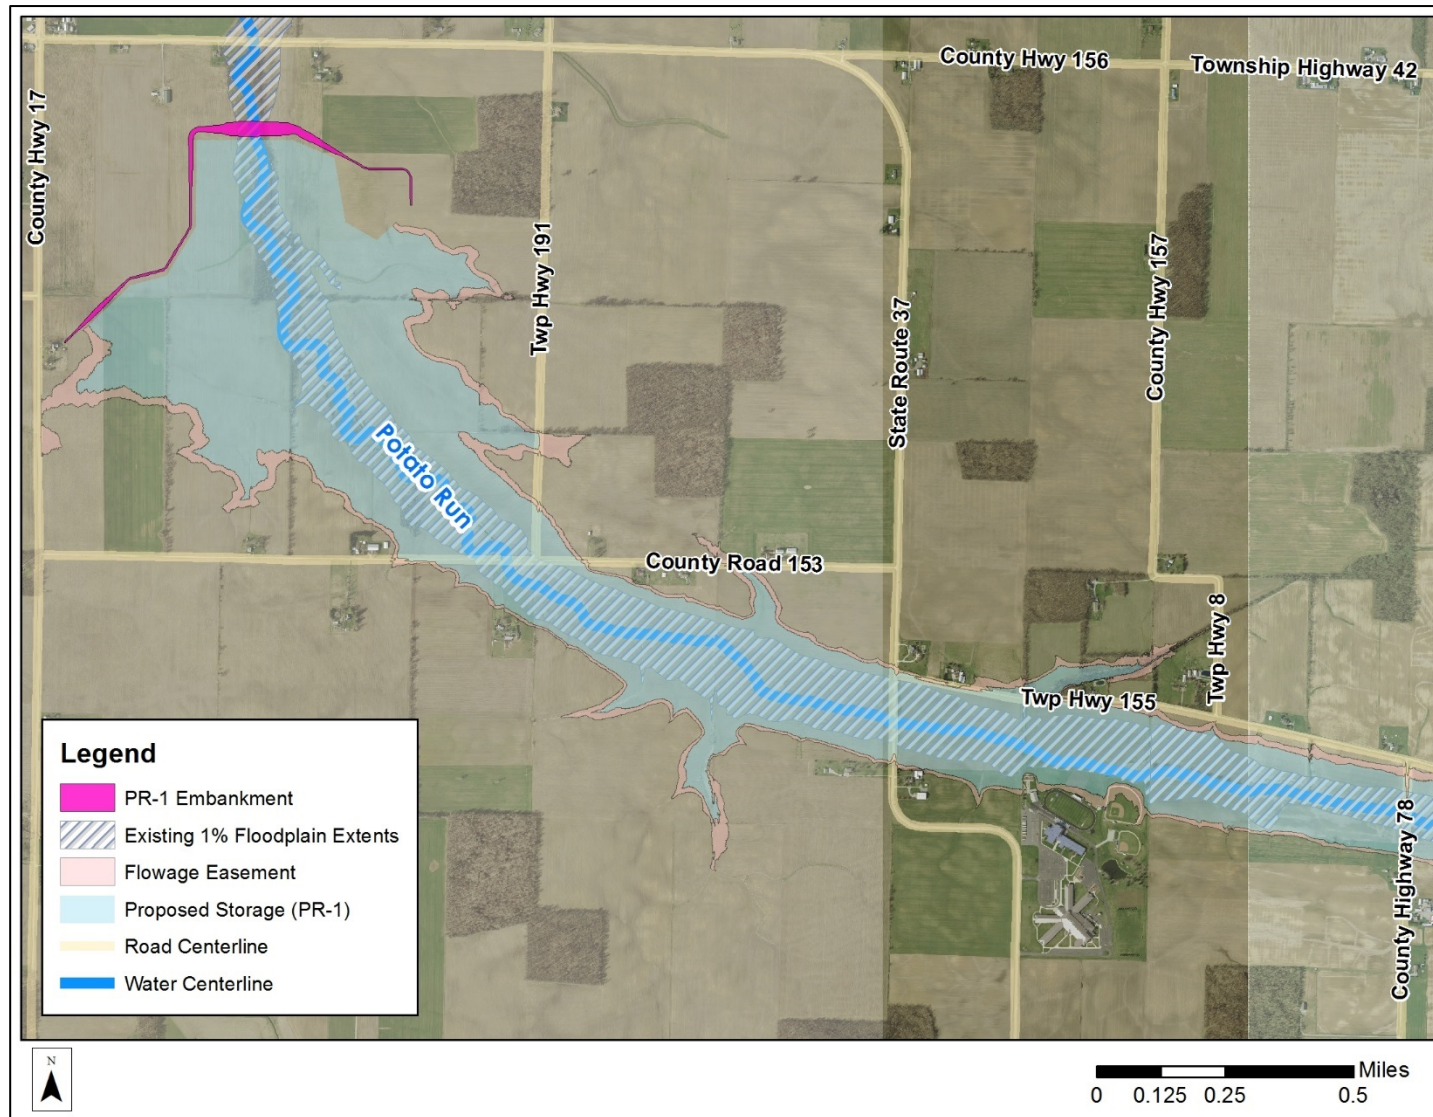 County Hwy 156
Township Highway 42
County Hwy 17
Twp Hwy 191
State Route 37
County Hwy 157
Potato Run
County Road 153
Twp Hwy 8
Twp Hwy 155
County Highway 78
Legend
PR-1 Embankment
Existing 1% Floodplain Extents
Flowage Easement
Proposed Storage (PR-1)
Road Centerline
Water Centerline
N
Miles
0 0.125 0.25 0.5